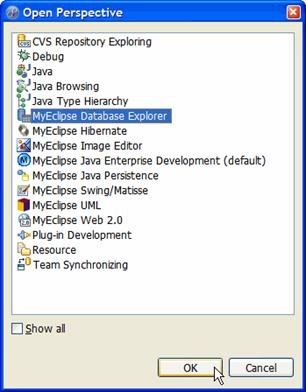 Open Perspective
CVS Repository Exploring
Debug
Java
Java Browsing
Java Type Hierarchy
MyEclipse Database Explorer
MyEclipse Hibernate
MyEclipse Image Editor
MyEclipse Java Enterprise Development (default)
MyEclipse Java Persistence
MyEclipse Swing/Matisse
MyEclipse UML
MyEclipse Web 2.0
Plug-in Development
Resource
Team Synchronizing
Show all
OK
Cancel